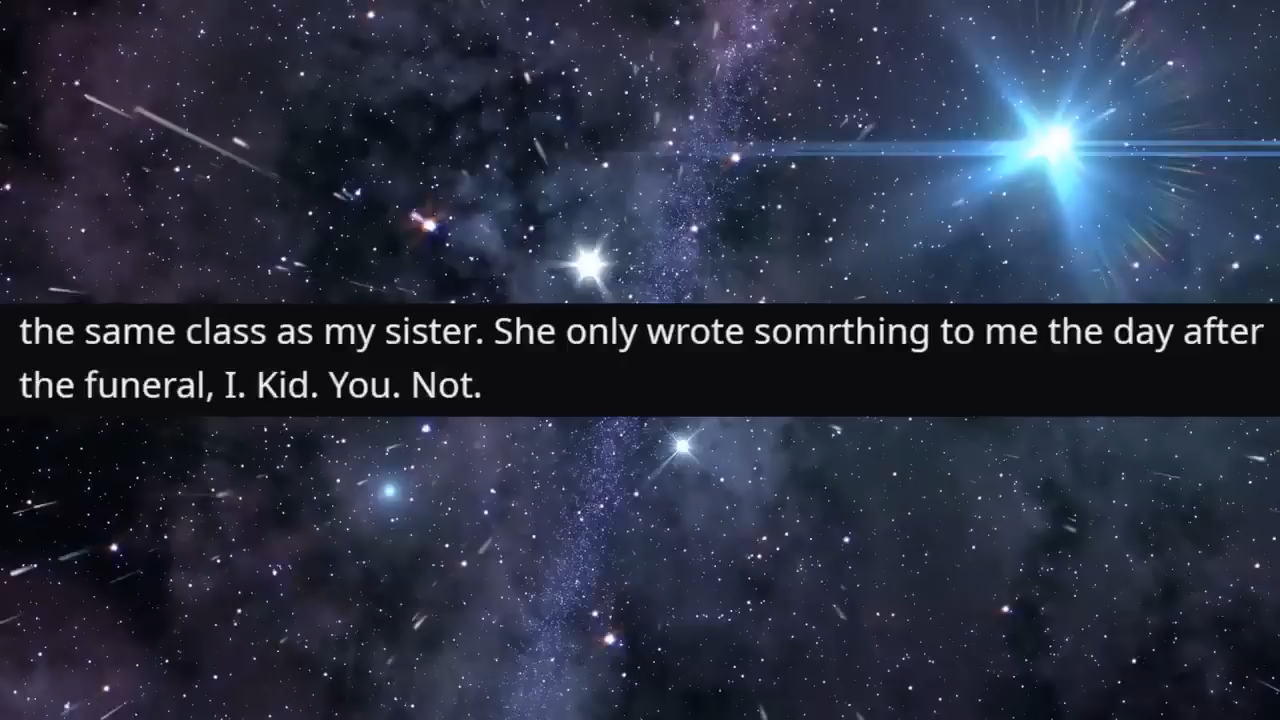 the same class as my sister. She only wrote somrthing to me the day after
the funeral, I. Kid. You. Not.